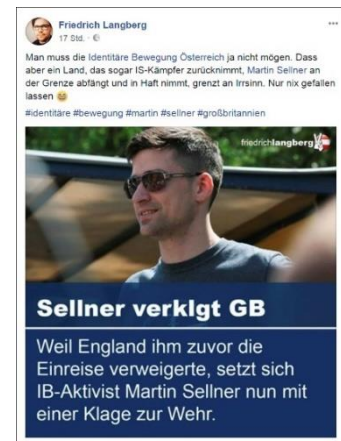 Friedrich Langberg
17 Std. ·
Man muss die Identitäre Bewegung Österreich ja nicht mögen. Dass
aber ein Land, das sogar IS-Kämpfer zurücknimmt, Martin Sellner an
der Grenze abfängt und in Haft nimmt, grenzt an Irrsinn. Nur nix gefallen
lassen 😆
#identitäre #bewegung #martin #sellner #großbritannien
friedrichlangberg
Sellner verklgt GB
Weil England ihm zuvor die
Einreise verweigerte, setzt sich
IB-Aktivist Martin Sellner nun mit
einer Klage zur Wehr.